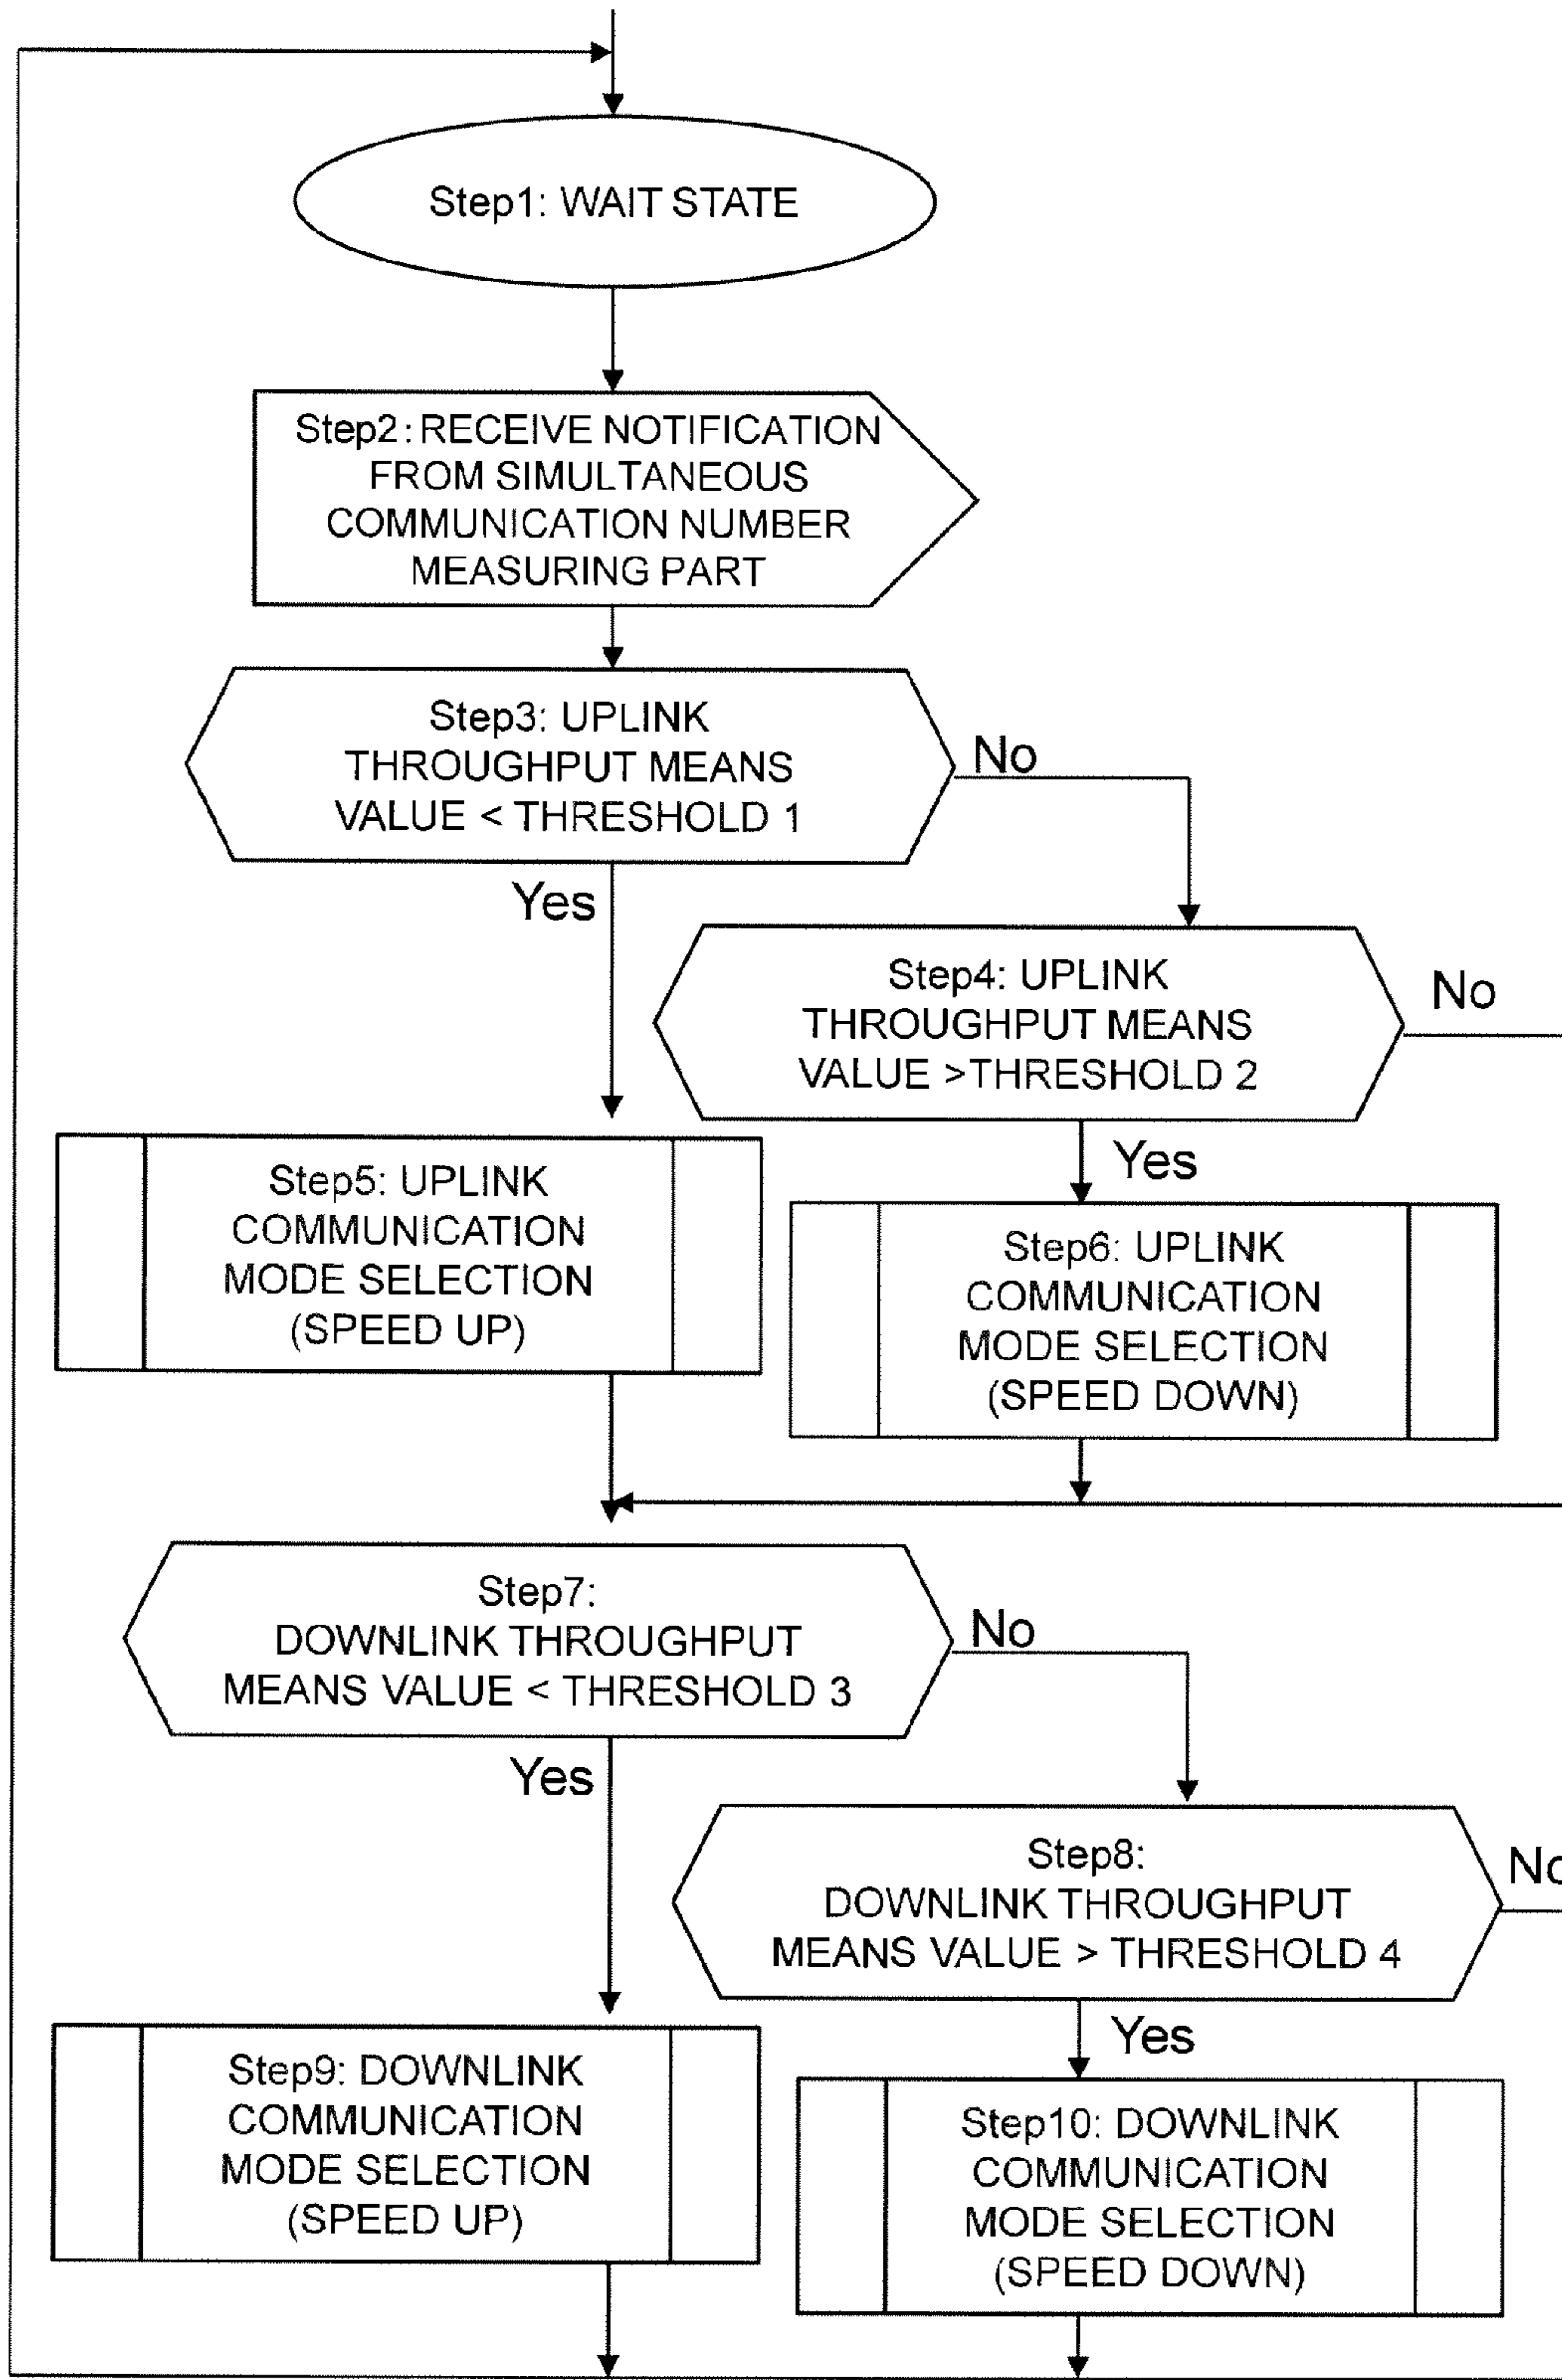 Step1: WAIT STATE
Step2: RECEIVE NOTIFICATION
FROM SIMULTANEOUS
COMMUNICATION NUMBER
MEASURING PART
Step3: UPLINK
THROUGHPUT MEANS
VALUE < THRESHOLD 1
No
Yes
Step4: UPLINK
THROUGHPUT MEANS
VALUE >THRESHOLD 2
No
Yes
Step5: UPLINK
COMMUNICATION
MODE SELECTION
(SPEED UP)
Step6: UPLINK
COMMUNICATION
MODE SELECTION
(SPEED DOWN)
Step7:
DOWNLINK THROUGHPUT
MEANS VALUE < THRESHOLD 3
No
Yes
Step8:
DOWNLINK THROUGHPUT
MEANS VALUE > THRESHOLD 4
No
Yes
Step9: DOWNLINK
COMMUNICATION
MODE SELECTION
(SPEED UP)
Step10: DOWNLINK
COMMUNICATION
MODE SELECTION
(SPEED DOWN)